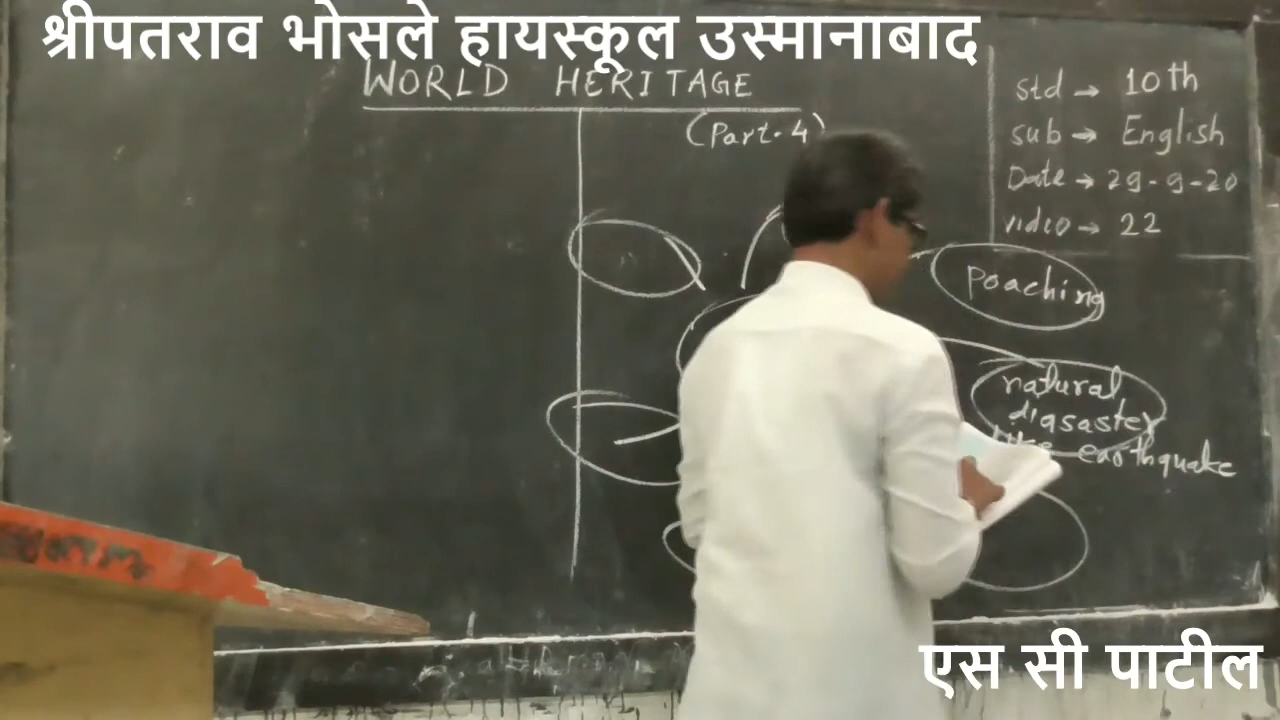 श्रीपतराव भोसले हायस्कूल उस्मानाबाद
WORLD HERITAGE
(Part-4)
std → 10th
sub → English
Date → 29-9-20
video → 22
poaching
natural
diasaster
like earthquake
एस सी पाटील